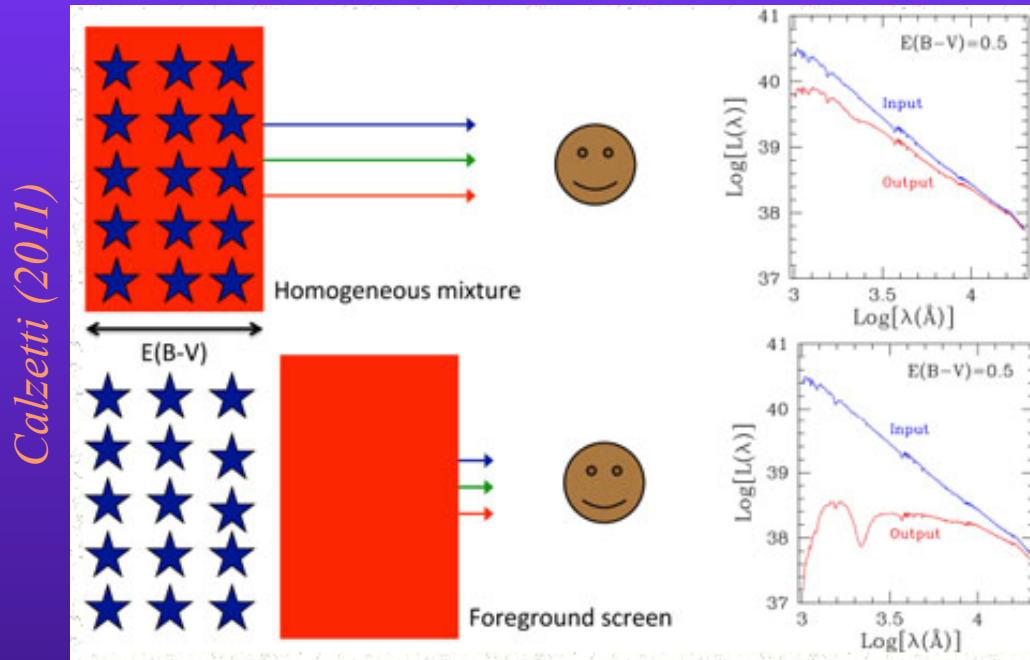 Calzetti (2011)
Homogeneous mixture
E(B-V)
Foreground screen
41
40
39
38
37
Log[L(λ)]
E(B−V)=0.5
Input
Output
3
3.5
4
Log[λ(Å)]
41
40
39
38
37
Log[L(λ)]
E(B−V)=0.5
Input
Output
3
3.5
4
Log[λ(Å)]